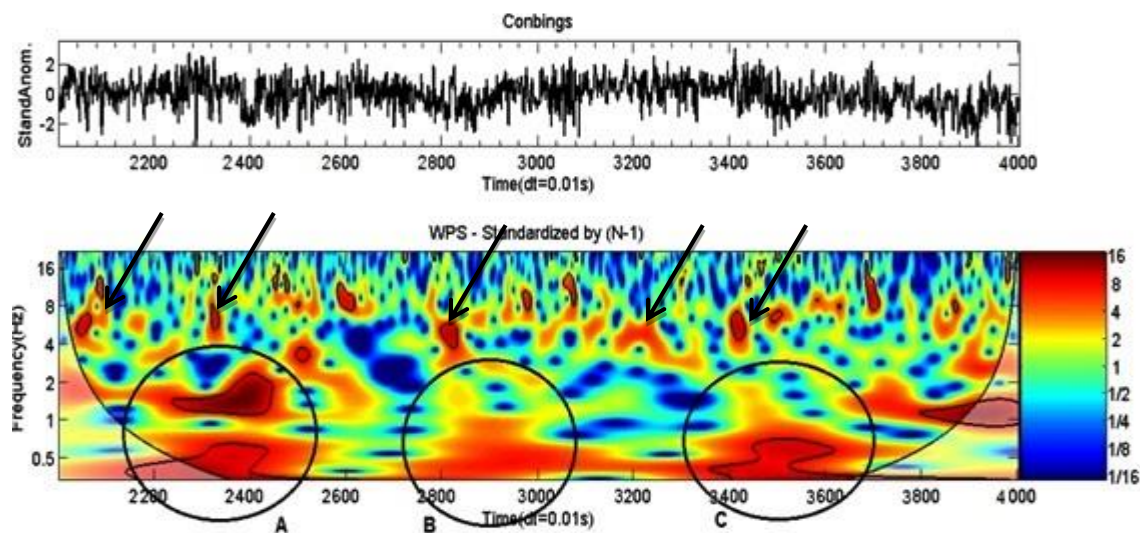 Conbings
StandAnom.
2
0
-2
2200 2400 2600 2800 3000 3200 3400 3600 3800 4000
Time(dt=0.01s)
WPS - Standardized by (N-1)
Frequency(Hz)
16
8
4
2
1
0.5
16
8
4
2
1
1/2
1/4
1/8
1/16
2200 2400 2600 2800 3000 3200 3400 3600 3800 4000
Time(dt=0.01s)
A B C